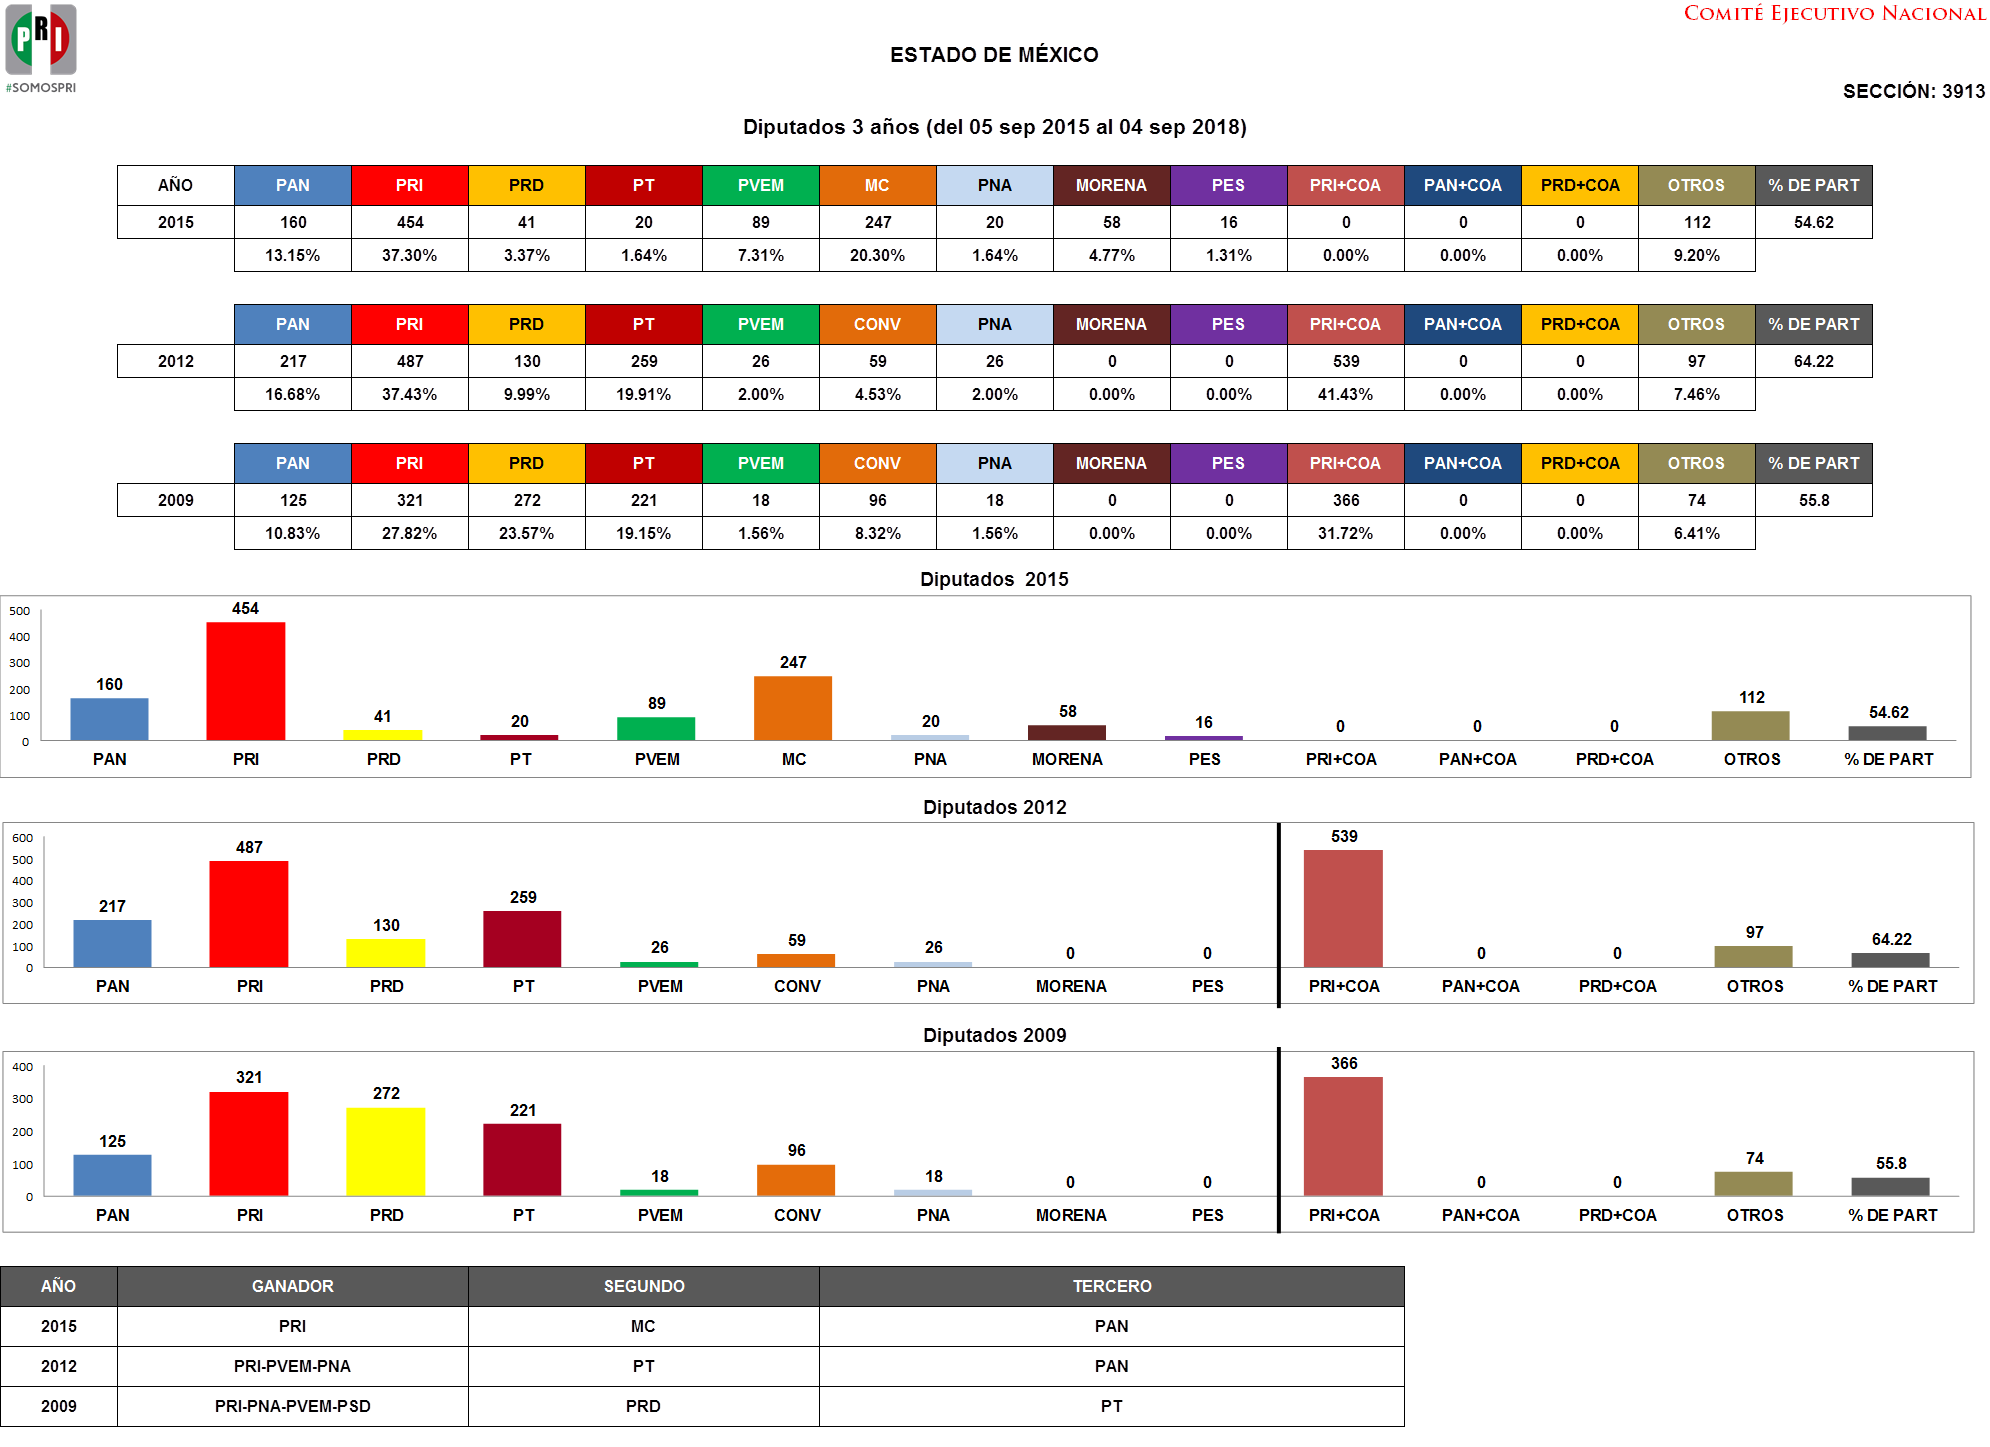 PRI
#SOMOSPRI
COMITÉ EJECUTIVO NACIONAL
ESTADO DE MÉXICO
SECCIÓN: 3913
Diputados 3 años (del 05 sep 2015 al 04 sep 2018)
AÑO PAN PRI PRD PT PVEM MC PNA MORENA PES PRI+COA PAN+COA PRD+COA OTROS % DE PART
2015 160 454 41 20 89 247 20 58 16 0 0 0 112 54.62
13.15% 37.30% 3.37% 1.64% 7.31% 20.30% 1.64% 4.77% 1.31% 0.00% 0.00% 0.00% 9.20%
PAN PRI PRD PT PVEM CONV PNA MORENA PES PRI+COA PAN+COA PRD+COA OTROS % DE PART
2012 217 487 130 259 26 59 26 0 0 539 0 0 97 64.22
16.68% 37.43% 9.99% 19.91% 2.00% 4.53% 2.00% 0.00% 0.00% 41.43% 0.00% 0.00% 7.46%
PAN PRI PRD PT PVEM CONV PNA MORENA PES PRI+COA PAN+COA PRD+COA OTROS % DE PART
2009 125 321 272 221 18 96 18 0 0 366 0 0 74 55.8
10.83% 27.82% 23.57% 19.15% 1.56% 8.32% 1.56% 0.00% 0.00% 31.72% 0.00% 0.00% 6.41%
Diputados 2015
500
400
300
200
100
0
160 454 41 20 89 247 20 58 16 0 0 0 112 54.62
PAN PRI PRD PT PVEM MC PNA MORENA PES PRI+COA PAN+COA PRD+COA OTROS % DE PART
Diputados 2012
600
500
400
300
200
100
0
217 487 130 259 26 59 26 0 0 539 0 0 97 64.22
PAN PRI PRD PT PVEM CONV PNA MORENA PES PRI+COA PAN+COA PRD+COA OTROS % DE PART
Diputados 2009
400
300
200
100
0
125 321 272 221 18 96 18 0 0 366 0 0 74 55.8
PAN PRI PRD PT PVEM CONV PNA MORENA PES PRI+COA PAN+COA PRD+COA OTROS % DE PART
AÑO GANADOR SEGUNDO TERCERO
2015 PRI MC PAN
2012 PRI-PVEM-PNA PT PAN
2009 PRI-PNA-PVEM-PSD PRD PT